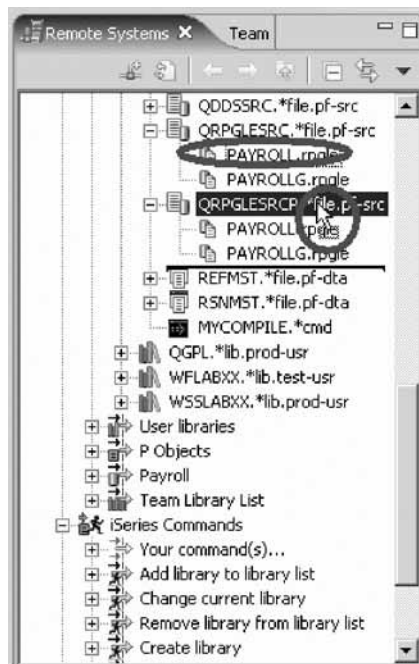 Remote Systems Team
QDDSSRC.*file.pf-src
QRPGLESRC.*file.pf-src
PAYROLL.rpgle
PAYROLLG.rpgle
QRPGLESRCP.*file.pf-src
PAYROLL.rpgle
PAYROLLG.rpgle
REFMST.*file.pf-dta
RSNMST.*file.pf-dta
MYCOMPILE.*cmd
QGPL.*lib.prod-usr
WFLABXX.*lib.test-usr
WSSLABXX.*lib.prod-usr
User libraries
P Objects
Payroll
Team Library List
iSeries Commands
Your command(s)...
Add library to library list
Change current library
Remove library from library list
Create library